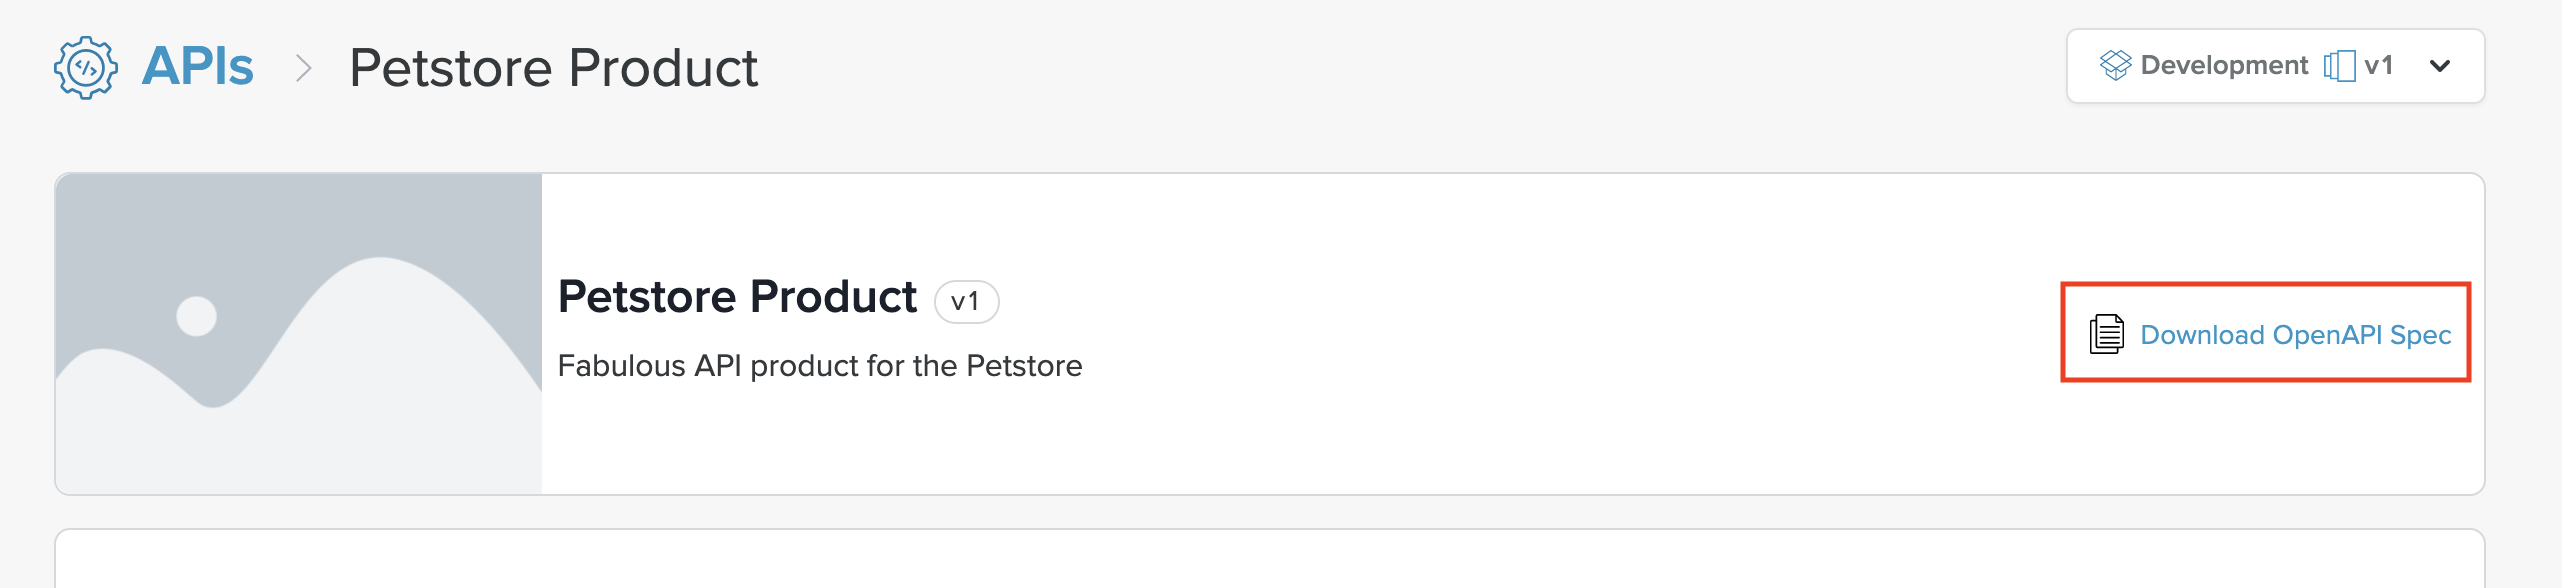 APIs > Petstore Product
Development v1
Petstore Product v1
Fabulous API product for the Petstore
Download OpenAPI Spec